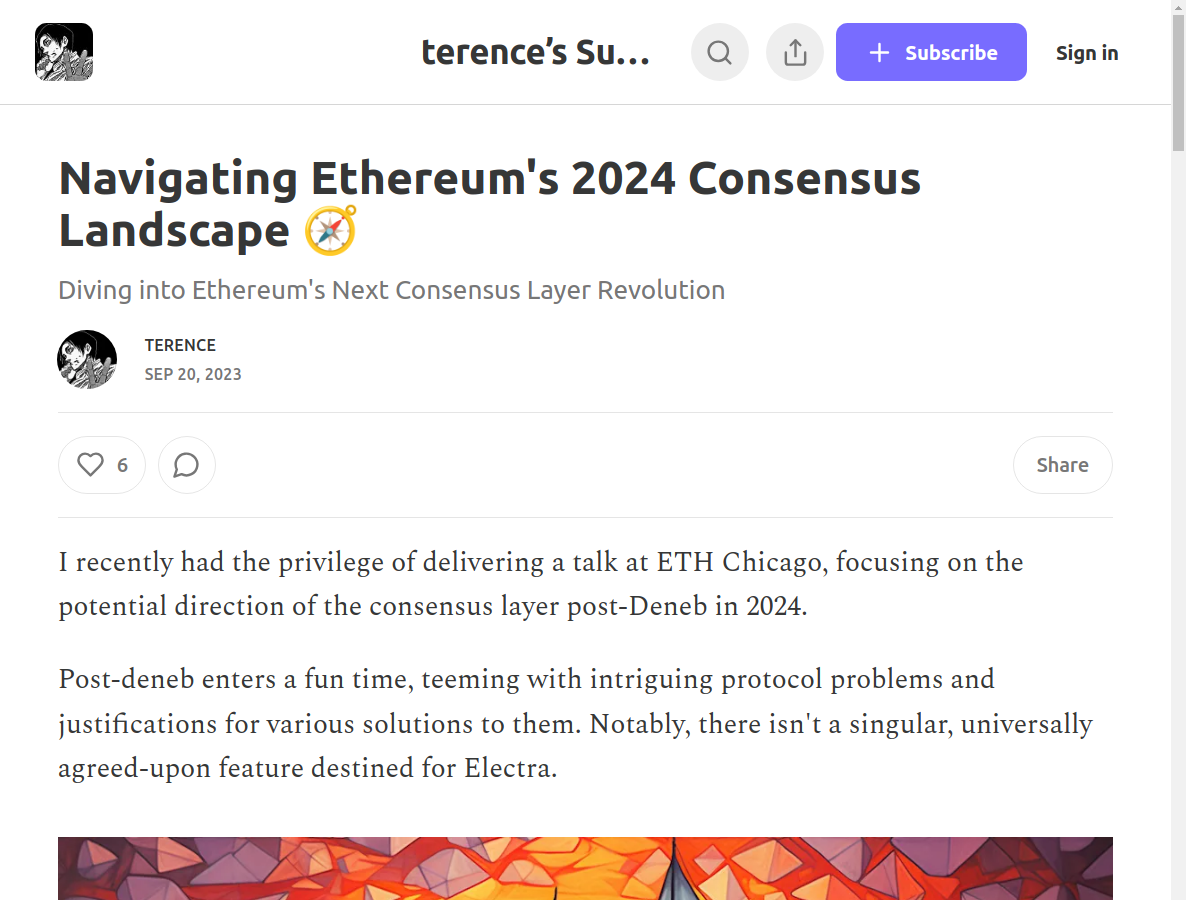 terence’s Su...
Subscribe
Sign in
Navigating Ethereum's 2024 Consensus
Landscape 🧭
Diving into Ethereum's Next Consensus Layer Revolution
TERENCE
SEP 20, 2023
6
Share
I recently had the privilege of delivering a talk at ETH Chicago, focusing on the
potential direction of the consensus layer post-Deneb in 2024.
Post-deneb enters a fun time, teeming with intriguing protocol problems and
justifications for various solutions to them. Notably, there isn't a singular, universally
agreed-upon feature destined for Electra.